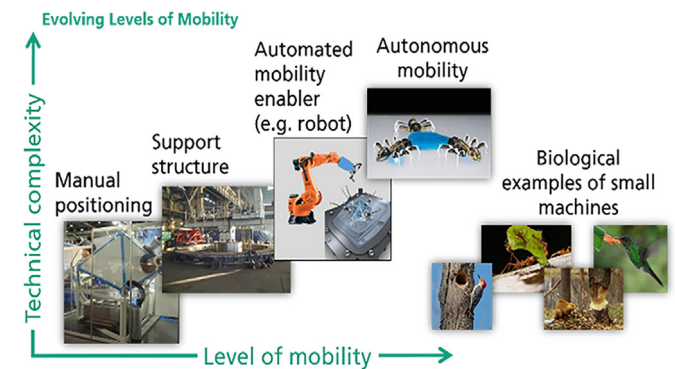 Evolving Levels of Mobility
Automated
mobility
enabler
(e.g. robot)
Autonomous
mobility
Support
structure
Manual
positioning
Biological
examples of small
machines
Technical complexity
Level of mobility